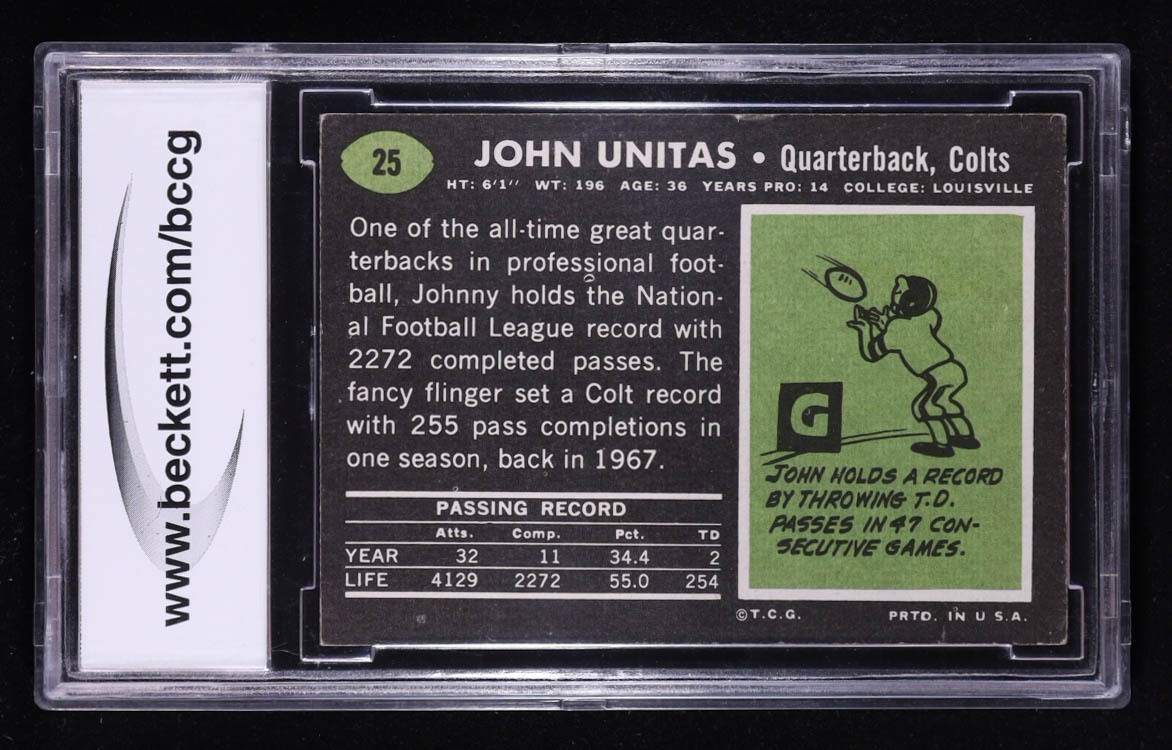 www.beckett.com/bccg
25
JOHN UNITAS • Quarterback, Colts
HT: 6'1" WT: 196 AGE: 36 YEARS PRO: 14 COLLEGE: LOUISVILLE
One of the all-time great quar-
terbacks in professional foot-
ball, Johnny holds the Nation-
al Football League record with
2272 completed passes. The
fancy flinger set a Colt record
with 255 pass completions in
one season, back in 1967.
PASSING RECORD
Atts. Comp. Pct. TD
YEAR 32 11 34.4 2
LIFE 4129 2272 55.0 254
G
JOHN HOLDS A RECORD
BY THROWING T.D.
PASSES IN 47 CON-
SECUTIVE GAMES.
©T.C.G. PRTD. IN U S.A.